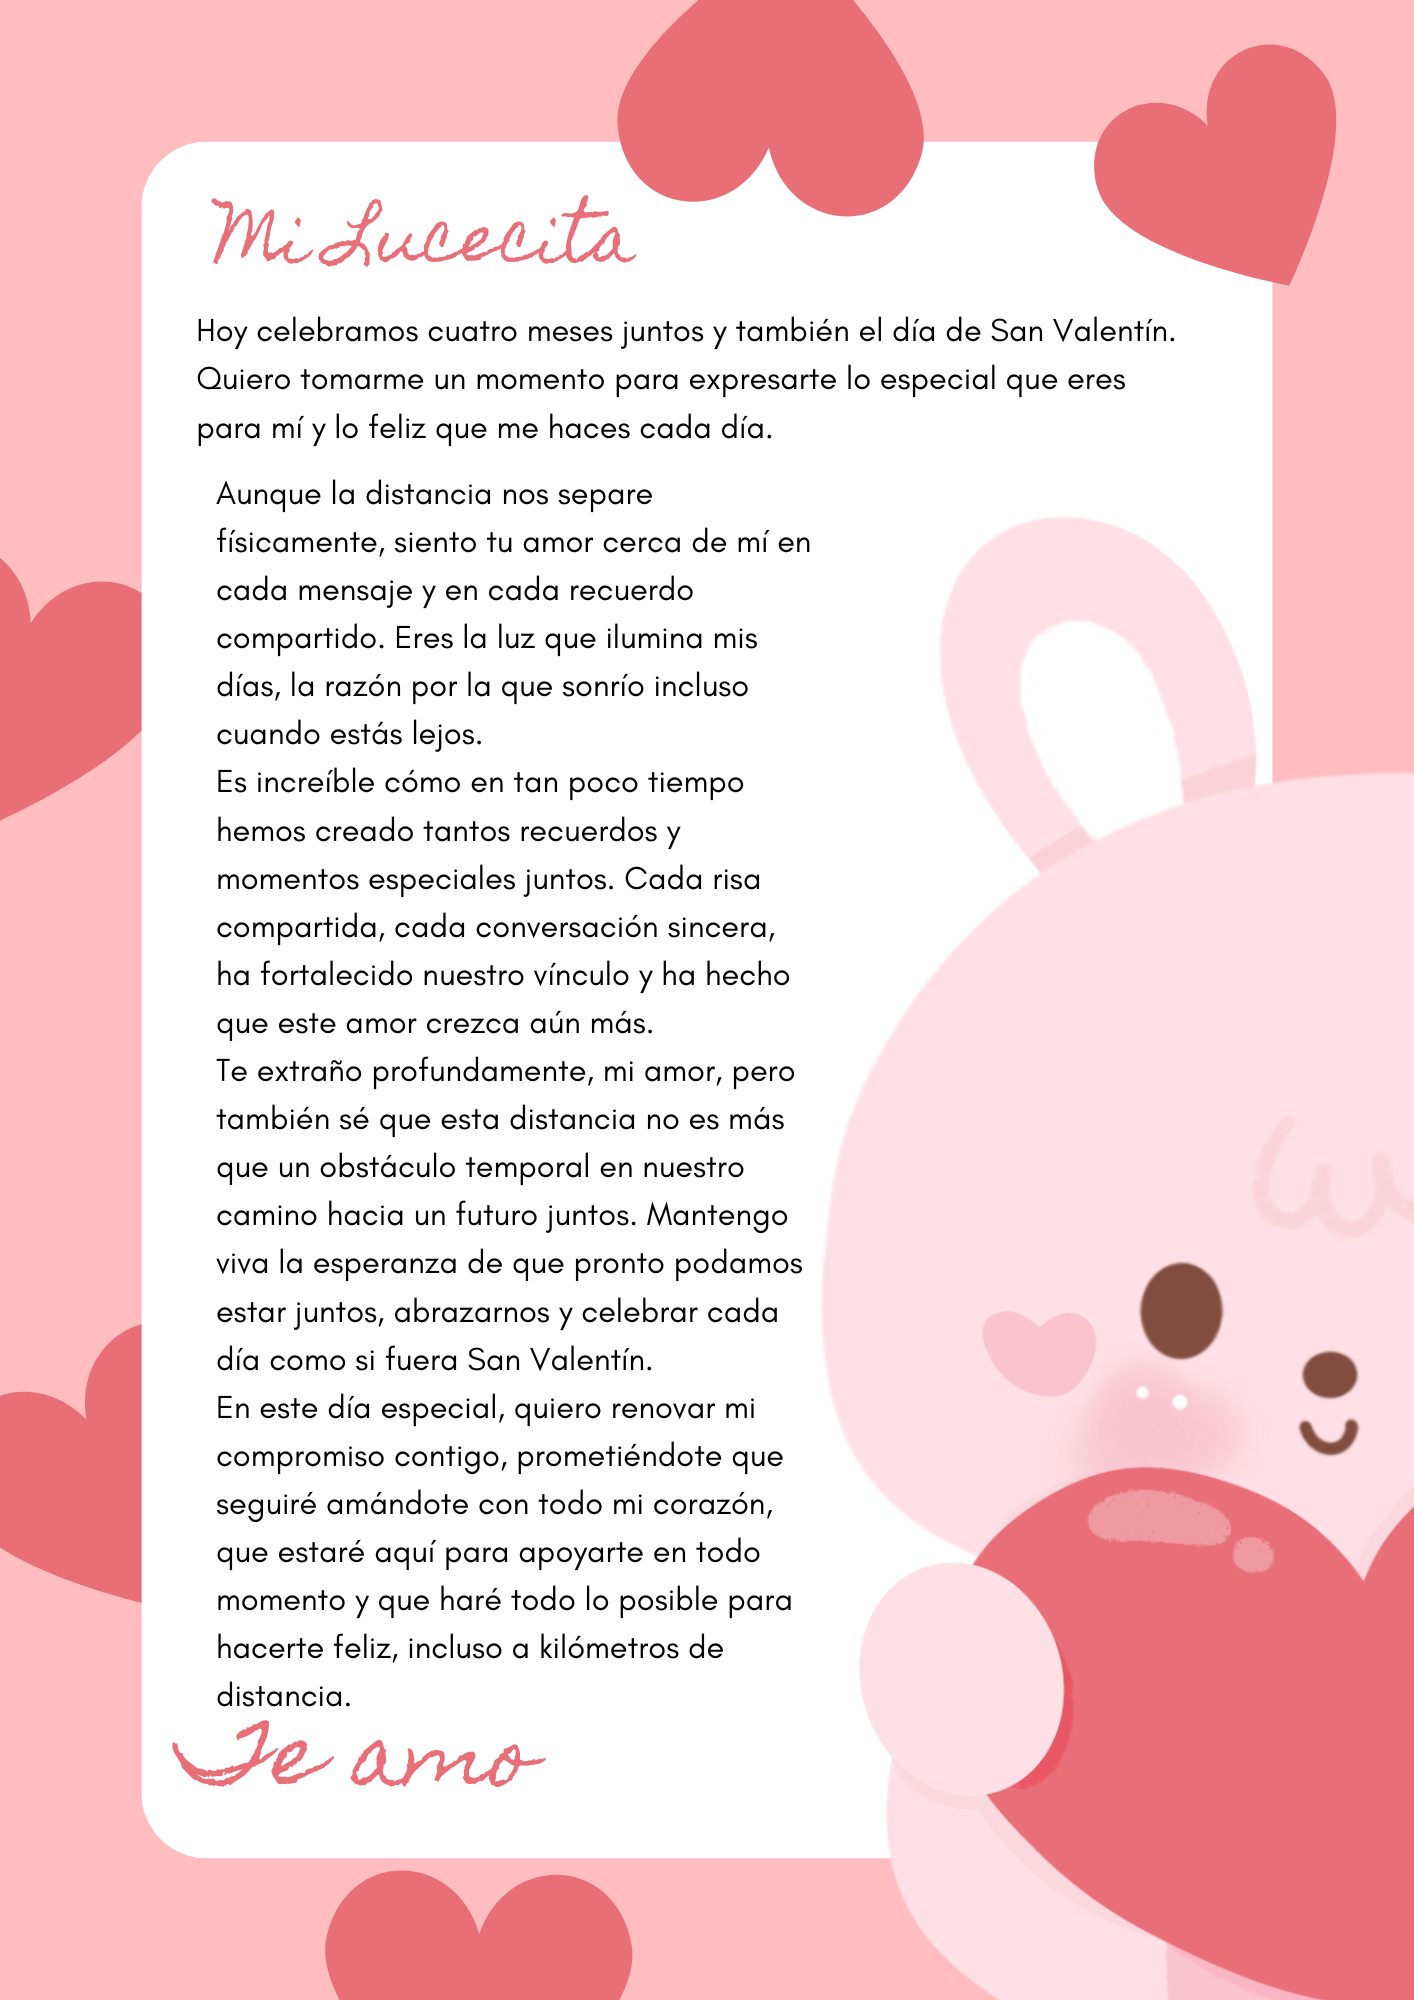 Mi Lucecita
Hoy celebramos cuatro meses juntos y también el día de San Valentín.
Quiero tomarme un momento para expresarte lo especial que eres
para mí y lo feliz que me haces cada día.
Aunque la distancia nos separe
físicamente, siento tu amor cerca de mí en
cada mensaje y en cada recuerdo
compartido. Eres la luz que ilumina mis
días, la razón por la que sonrío incluso
cuando estás lejos.
Es increíble cómo en tan poco tiempo
hemos creado tantos recuerdos y
momentos especiales juntos. Cada risa
compartida, cada conversación sincera,
ha fortalecido nuestro vínculo y ha hecho
que este amor crezca aún más.
Te extraño profundamente, mi amor, pero
también sé que esta distancia no es más
que un obstáculo temporal en nuestro
camino hacia un futuro juntos. Mantengo
viva la esperanza de que pronto podamos
estar juntos, abrazarnos y celebrar cada
día como si fuera San Valentín.
En este día especial, quiero renovar mi
compromiso contigo, prometiéndote que
seguiré amándote con todo mi corazón,
que estaré aquí para apoyarte en todo
momento y que haré todo lo posible para
hacerte feliz, incluso a kilómetros de
distancia.
Te amo